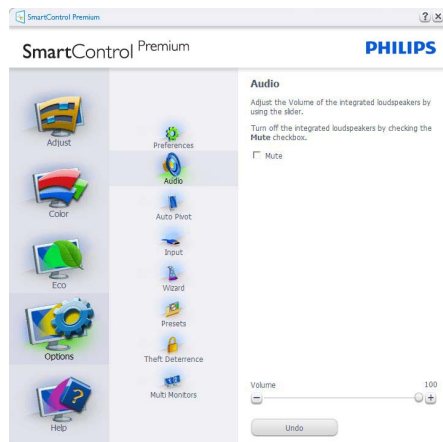 SmartControl Premium
SmartControl Premium
PHILIPS
Adjust
Color
Eco
Options
Help
Preferences
Audio
Auto Pivot
Input
Wizard
Presets
Theft Deterrence
Multi Monitors
Audio
Adjust the Volume of the integrated loudspeakers by
using the slider.
Turn off the integrated loudspeakers by checking the
Mute checkbox.
Mute
Volume 100
Undo